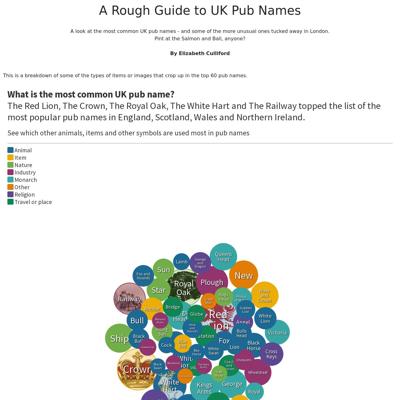 A Rough Guide to UK Pub Names
A look at the most common UK pub names - and some of the more unusual ones tucked away in London.
Pint at the Salmon and Ball, anyone?
By Elizabeth Culliford
This is a breakdown of some of the types of items or images that crop up in the top 60 pub names.
What is the most common UK pub name?
The Red Lion, The Crown, The Royal Oak, The White Hart and The Railway topped the list of the
most popular pub names in England, Scotland, Wales and Northern Ireland.
See which other animals, items and other symbols are used most in pub names
Animal
Item
Nature
Industry
Monarch
Other
Religion
Travel or place
Queens
Head
Lamb
Sun
New
Plough
Royal
Oak
Star
Railway
Bridge
Globe
Red
Lion
White
Lion
Bull
Victoria
Ship
Fox
Black
Horse
Cross
Keys
Cock
Crown
White
Hart
Kings
Arms
George
Royal